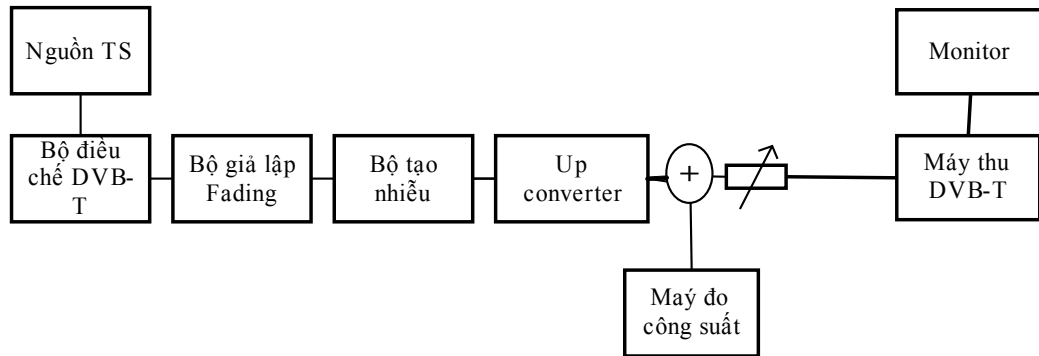 Nguồn TS
Monitor
Bộ điều
chế DVB-
T
Bộ giả lập
Fading
Bộ tạo
nhiễu
Up
converter
+
Máy thu
DVB-T
Maý đo
công suất